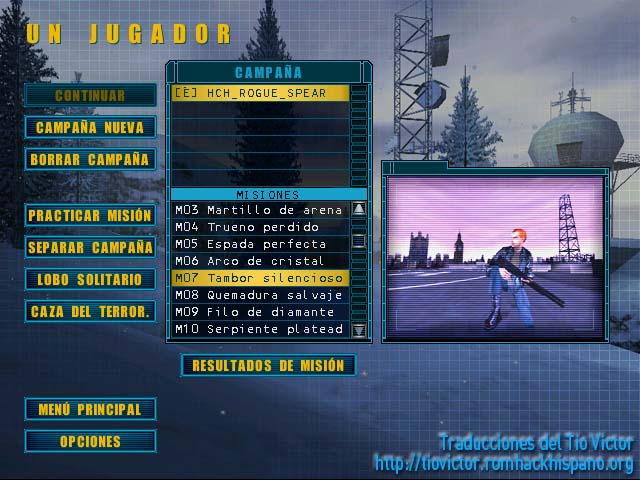 UN JUGADOR
CAMPAÑA
CONTINUAR
[È] HCH_ROGUE_SPEAR
CAMPAÑA NUEVA
BORRAR CAMPAÑA
MISIONES
PRACTICAR MISIÓN
SEPARAR CAMPAÑA
LOBO SOLITARIO
CAZA DEL TERROR.
M03 Martillo de arena
M04 Trueno perdido
M05 Espada perfecta
M06 Arco de cristal
M07 Tambor silencioso
M08 Quemadura salvaje
M09 Filo de diamante
M10 Serpiente platead
RESULTADOS DE MISIÓN
MENÚ PRINCIPAL
OPCIONES
Traducciones del Tio Victor
http://tiovictor.romhackhispano.org